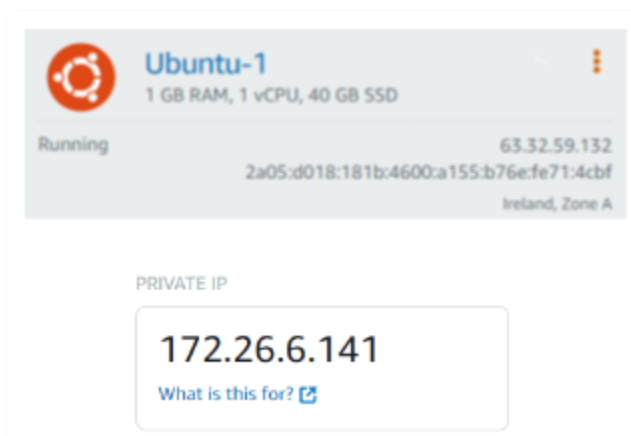 Ubuntu-1
1 GB RAM, 1 vCPU, 40 GB SSD
Running
63.32.59.132
2a05:d018:181b:4600:a155:b76e:fe71:4cbf
Ireland, Zone A
PRIVATE IP
172.26.6.141
What is this for?